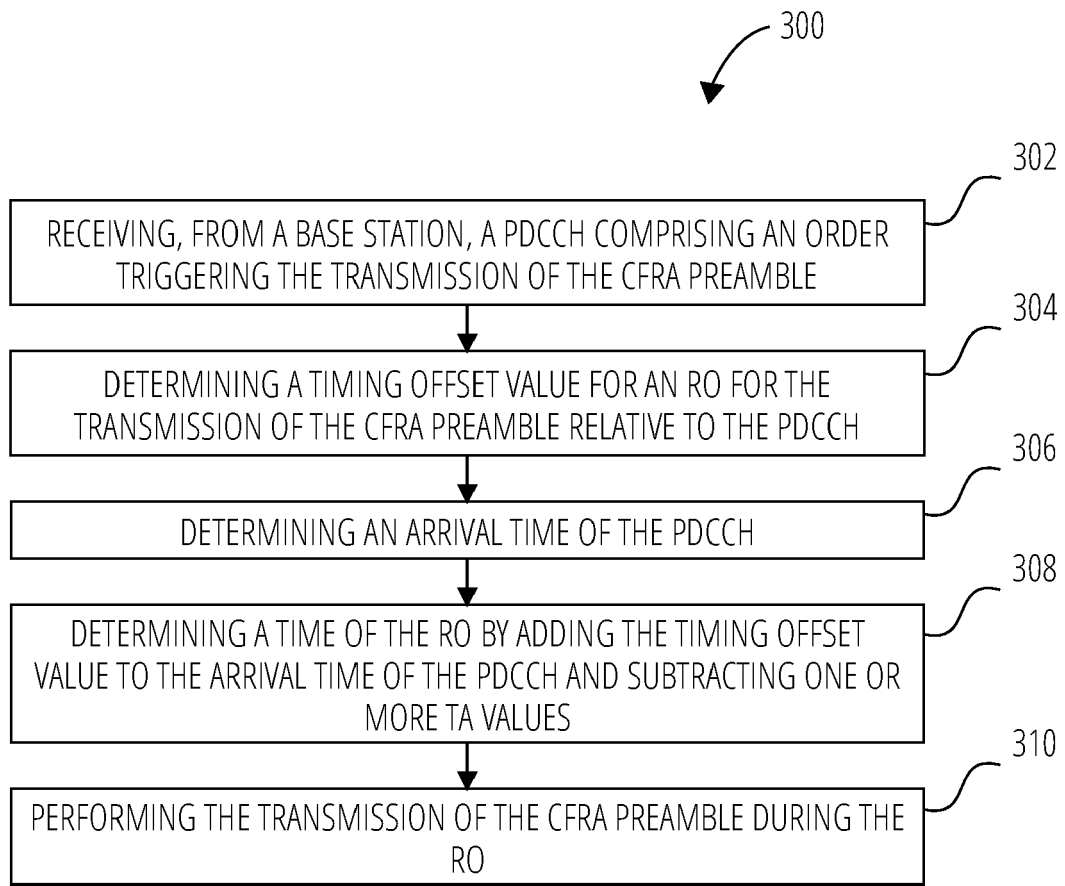 300
302
RECEIVING, FROM A BASE STATION, A PDCCH COMPRISING AN ORDER
TRIGGERING THE TRANSMISSION OF THE CFRA PREAMBLE
304
DETERMINING A TIMING OFFSET VALUE FOR AN RO FOR THE
TRANSMISSION OF THE CFRA PREAMBLE RELATIVE TO THE PDCCH
306
DETERMINING AN ARRIVAL TIME OF THE PDCCH
308
DETERMINING A TIME OF THE RO BY ADDING THE TIMING OFFSET
VALUE TO THE ARRIVAL TIME OF THE PDCCH AND SUBTRACTING ONE OR
MORE TA VALUES
310
PERFORMING THE TRANSMISSION OF THE CFRA PREAMBLE DURING THE
RO